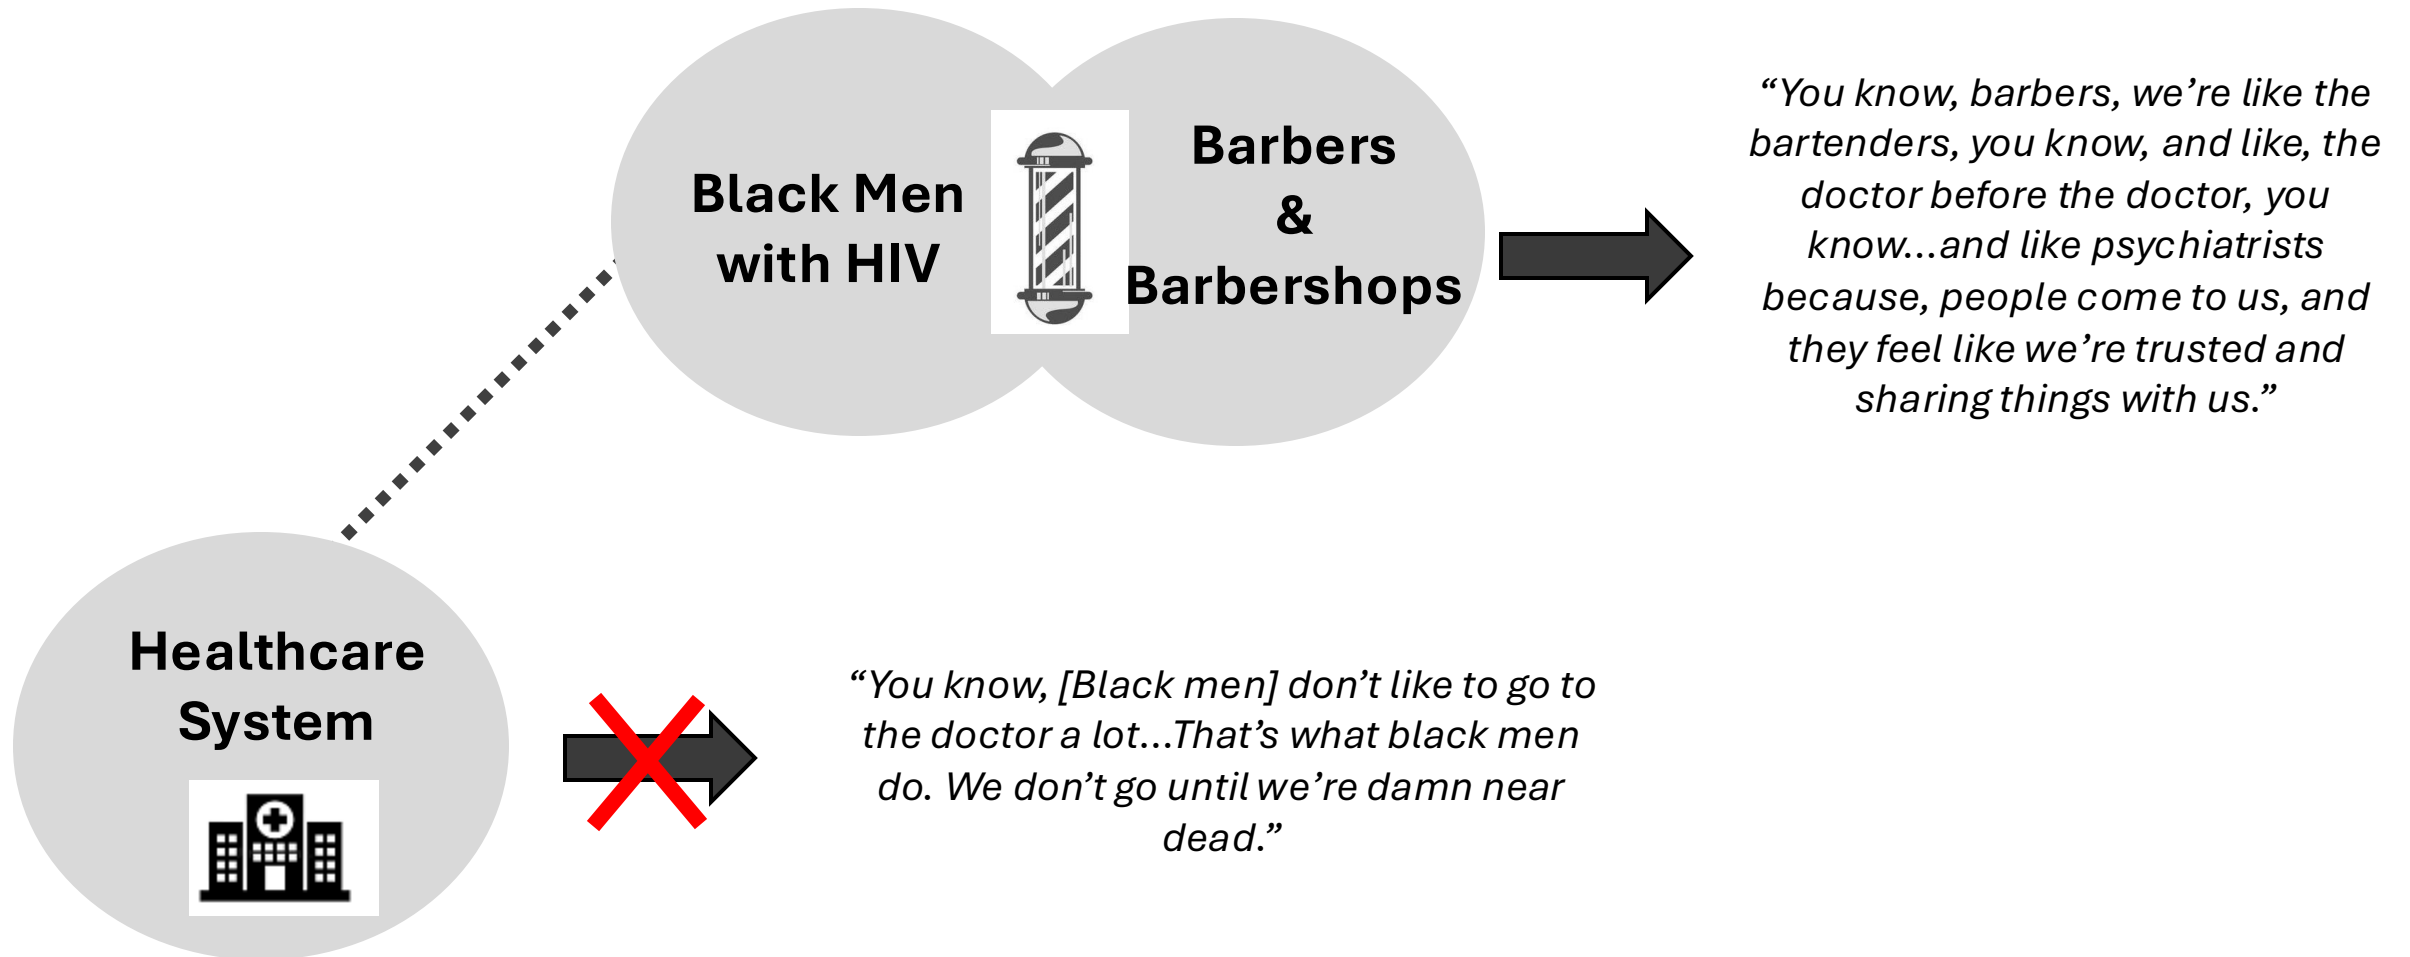 Black Men
with HIV
Barbers
&
Barbershops
“You know, barbers, we’re like the
bartenders, you know, and like, the
doctor before the doctor, you
know...and like psychiatrists
because, people come to us, and
they feel like we’re trusted and
sharing things with us.”
Healthcare
System
“You know, [Black men] don’t like to go to
the doctor a lot...That’s what black men
do. We don’t go until we’re damn near
dead.”